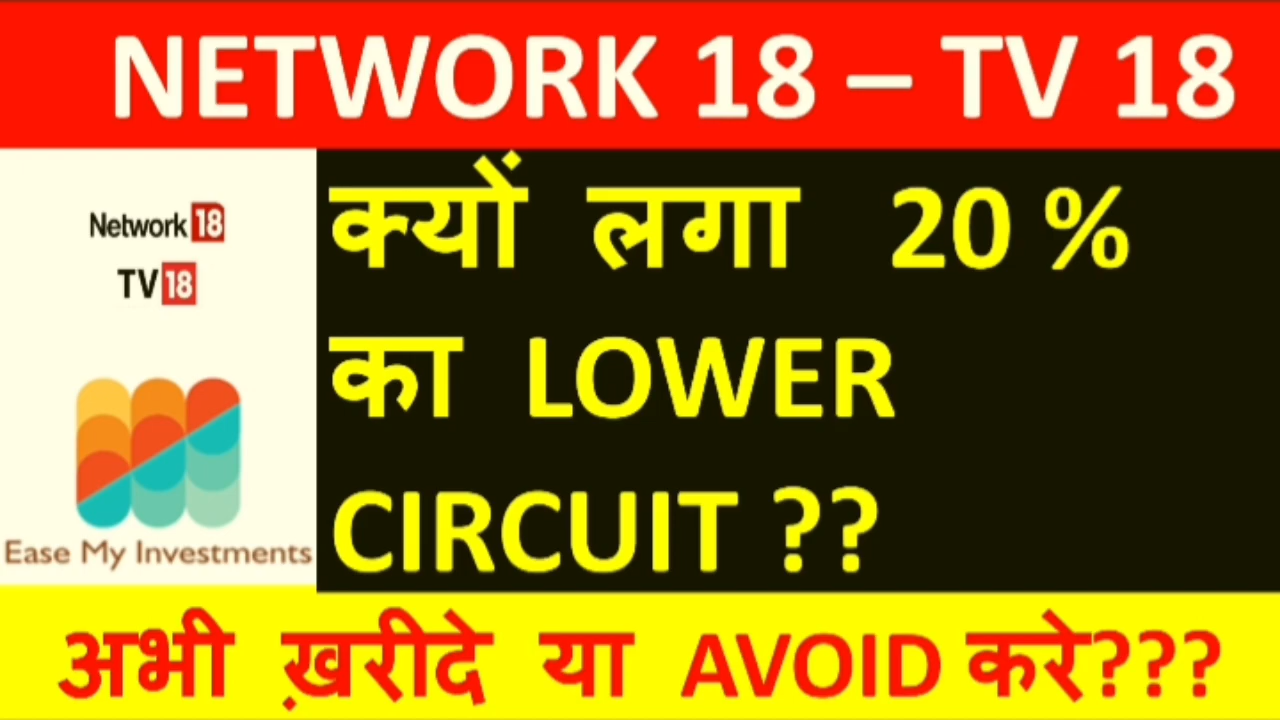 NETWORK 18 – TV 18
Network 18
TV 18
Ease My Investments
क्यों लगा 20 %
का LOWER
CIRCUIT ??
अभी ख़रीदे या AVOID करे???